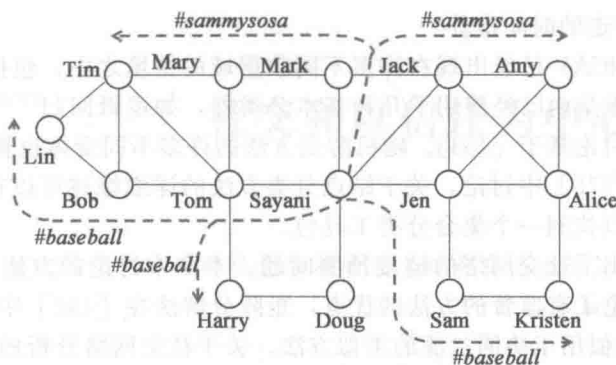 #sammysosa #sammysosa
Tim Mary Mark Jack Amy
Lin
Bob Tom Sayani Jen Alice
#baseball
#baseball
Harry Doug Sam Kristen
#baseball